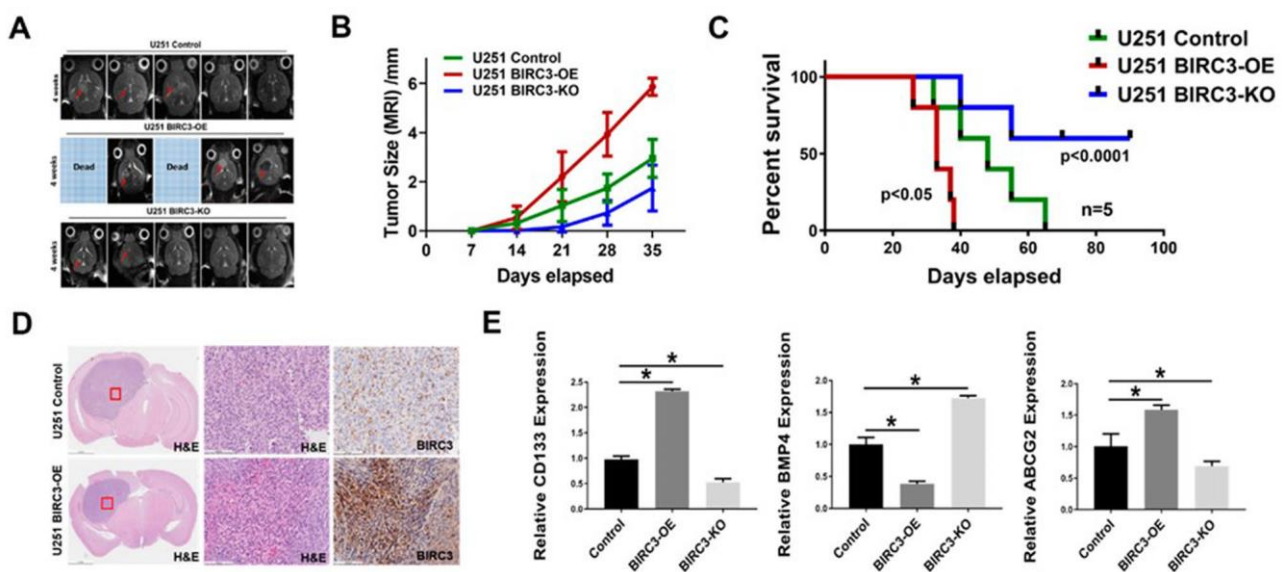 A
U251 Control
4 weeks
U251 BIRC3-OE
4 weeks
Dead
Dead
U251 BIRC3-KO
4 weeks
B
U251 Control
U251 BIRC3-OE
U251 BIRC3-KO
Tumor Size (MRI) /mm
6
4
2
0
0 7 14 21 28 35
Days elapsed
C
U251 Control
U251 BIRC3-OE
U251 BIRC3-KO
Percent survival
100
50
0
p<0.0001
p<0.05
n=5
0 20 40 60 80 100
Days elapsed
D
U251 Control
H&E
H&E
BIRC3
U251 BIRC3-OE
H&E
H&E
BIRC3
E
Relative CD133 Expression
2.5
2.0
1.5
1.0
0.5
0.0
*
*
Control
BIRC3-OE
BIRC3-KO
Relative BMP4 Expression
2.0
1.5
1.0
0.5
0.0
*
*
Control
BIRC3-OE
BIRC3-KO
Relative ABCG2 Expression
2.0
1.5
1.0
0.5
0.0
*
*
Control
BIRC3-OE
BIRC3-KO